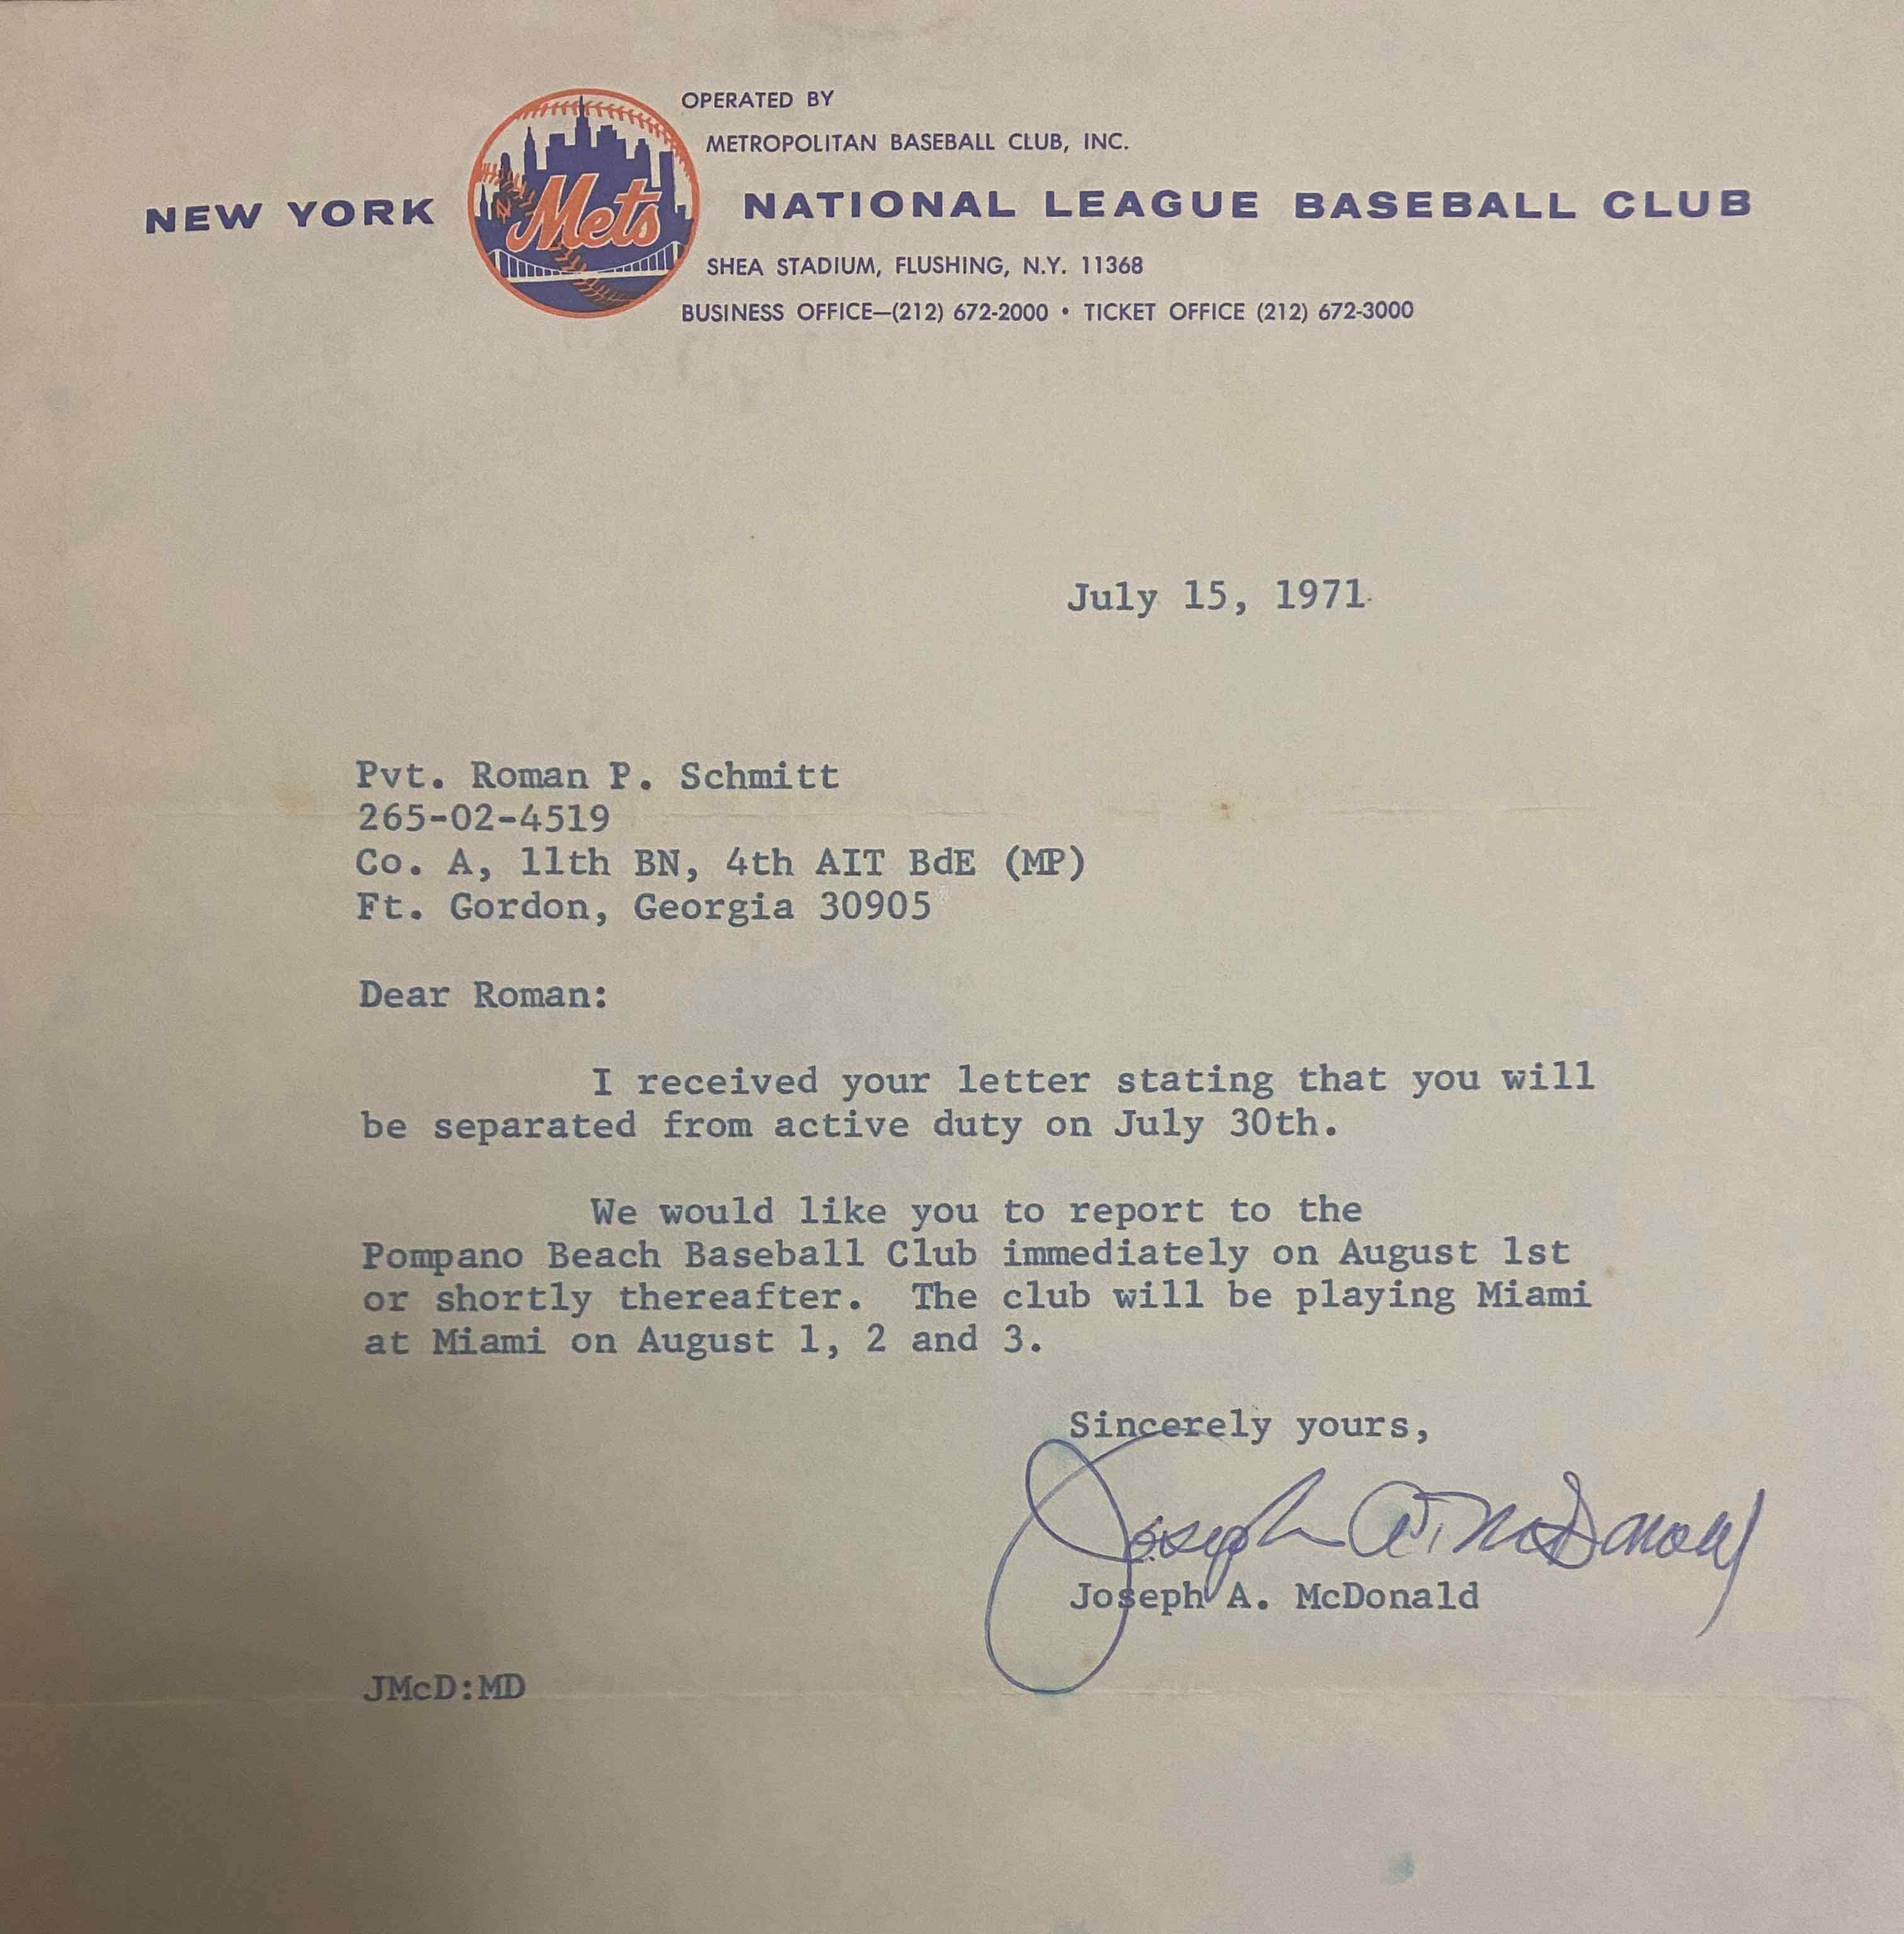 OPERATED BY
METROPOLITAN BASEBALL CLUB, INC.
NEW YORK Mets NATIONAL LEAGUE BASEBALL CLUB
SHEA STADIUM, FLUSHING, N.Y. 11368
BUSINESS OFFICE—(212) 672-2000 • TICKET OFFICE (212) 672-3000
July 15, 1971
Pvt. Roman P. Schmitt
265-02-4519
Co. A, 11th BN, 4th AIT BdE (MP)
Ft. Gordon, Georgia 30905
Dear Roman:
I received your letter stating that you will
be separated from active duty on July 30th.
We would like you to report to the
Pompano Beach Baseball Club immediately on August 1st
or shortly thereafter. The club will be playing Miami
at Miami on August 1, 2 and 3.
Sincerely yours,
Joseph A. McDonald
Joseph A. McDonald
JMcD:MD